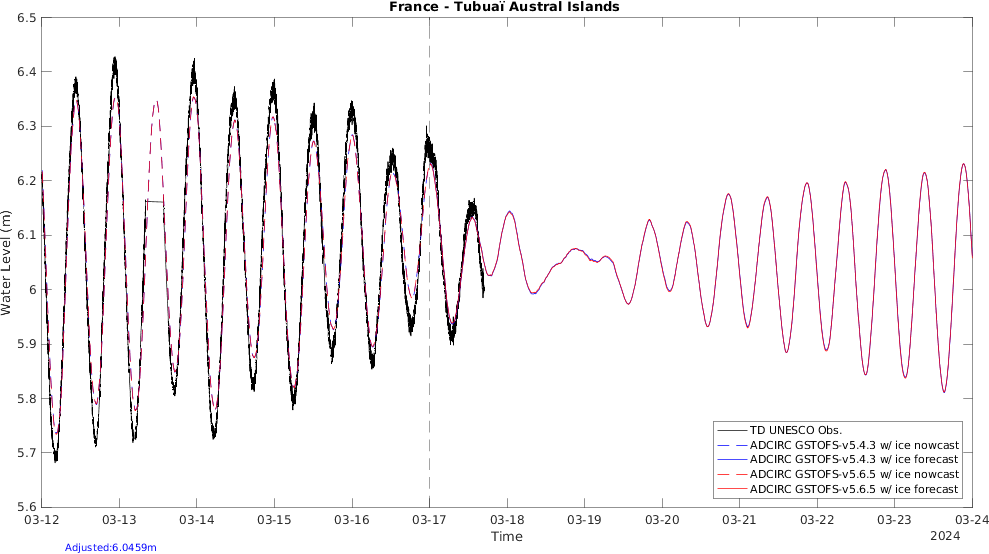 France - Tubuaï Austral Islands
6.5
6.4
6.3
6.2
6.1
6
5.9
5.8
5.7
5.6
Water Level (m)
TD UNESCO Obs.
ADCIRC GSTOFS-v5.4.3 w/ ice nowcast
ADCIRC GSTOFS-v5.4.3 w/ ice forecast
ADCIRC GSTOFS-v5.6.5 w/ ice nowcast
ADCIRC GSTOFS-v5.6.5 w/ ice forecast
03-12 03-13 03-14 03-15 03-16 03-17 03-18 03-19 03-20 03-21 03-22 03-23 03-24
Time 2024
Adjusted:6.0459m